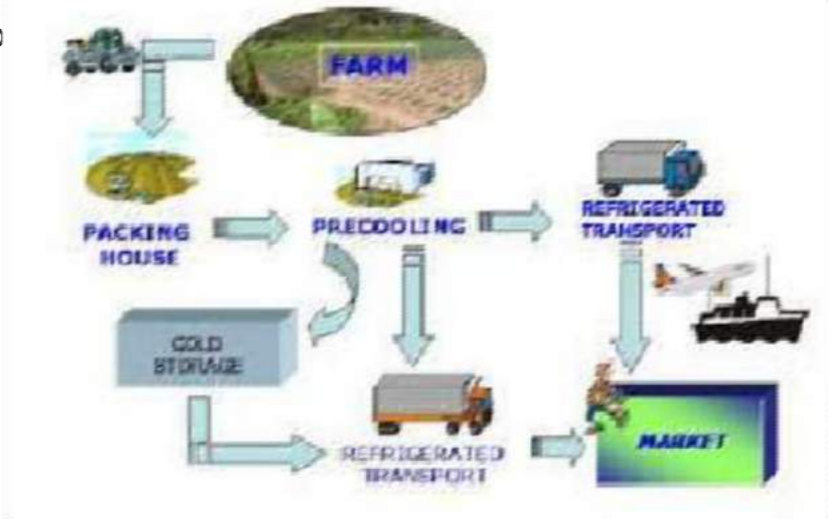 FARM
PACKING
HOUSE
PRECOOLING
REFRIGERATED
TRANSPORT
COLD
STORAGE
REFRIGERATED
TRANSPORT
MARKET